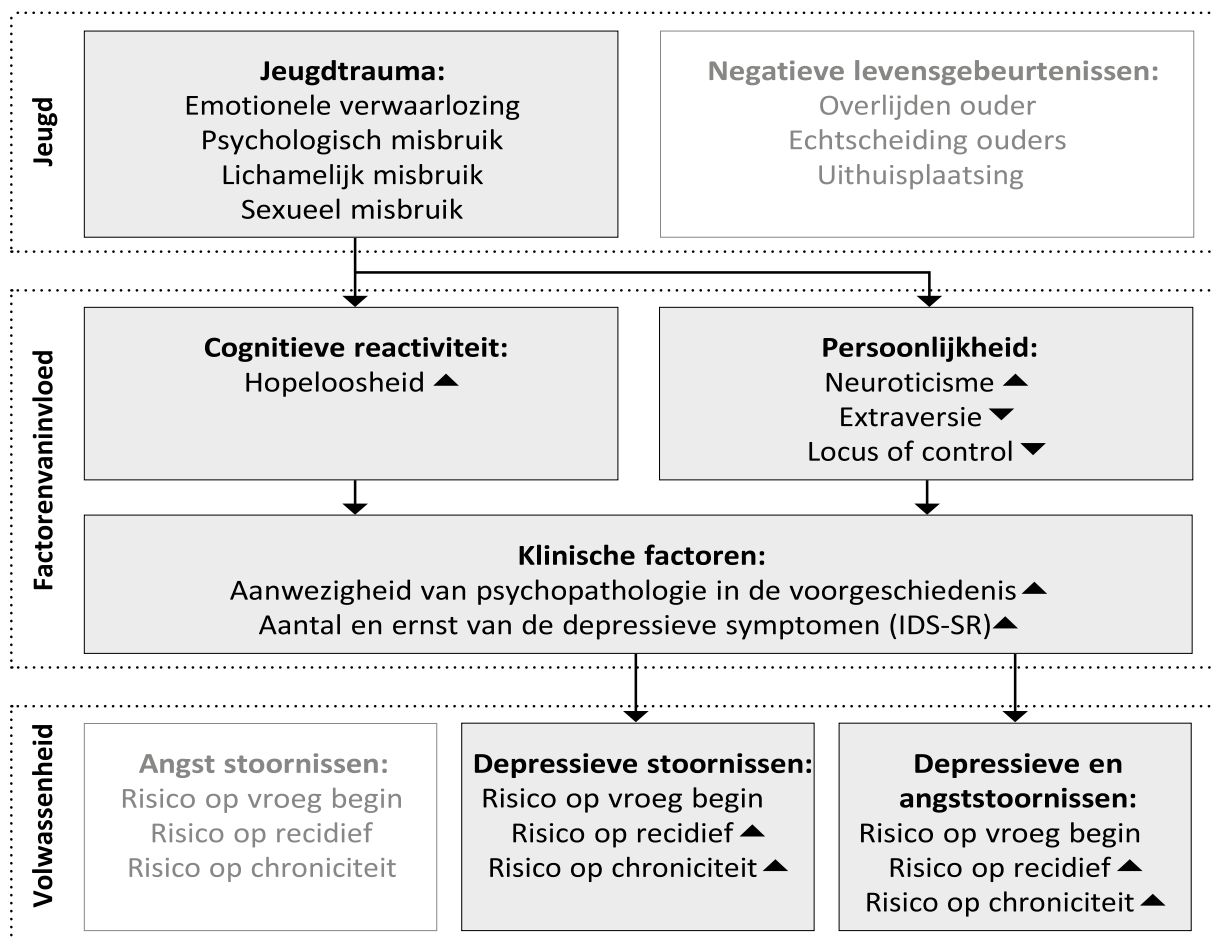 Jeugd
Jeugdtrauma:
Emotionele verwaarlozing
Psychologisch misbruik
Lichamelijk misbruik
Sexueel misbruik
Negatieve levensgebeurtenissen:
Overlijden ouder
Echtscheiding ouders
Uithuisplaatsing
Factorenvaninvloed
Cognitieve reactiviteit:
Hopeloosheid ▲
Persoonlijkheid:
Neuroticisme ▲
Extraversie ▼
Locus of control ▼
Klinische factoren:
Aanwezigheid van psychopathologie in de voorgeschiedenis ▲
Aantal en ernst van de depressieve symptomen (IDS-SR) ▲
Volwassenheid
Angst stoornissen:
Risico op vroeg begin
Risico op recidief
Risico op chroniciteit
Depressieve stoornissen:
Risico op vroeg begin
Risico op recidief ▲
Risico op chroniciteit ▲
Depressieve en
angststoornissen:
Risico op vroeg begin
Risico op recidief ▲
Risico op chroniciteit ▲